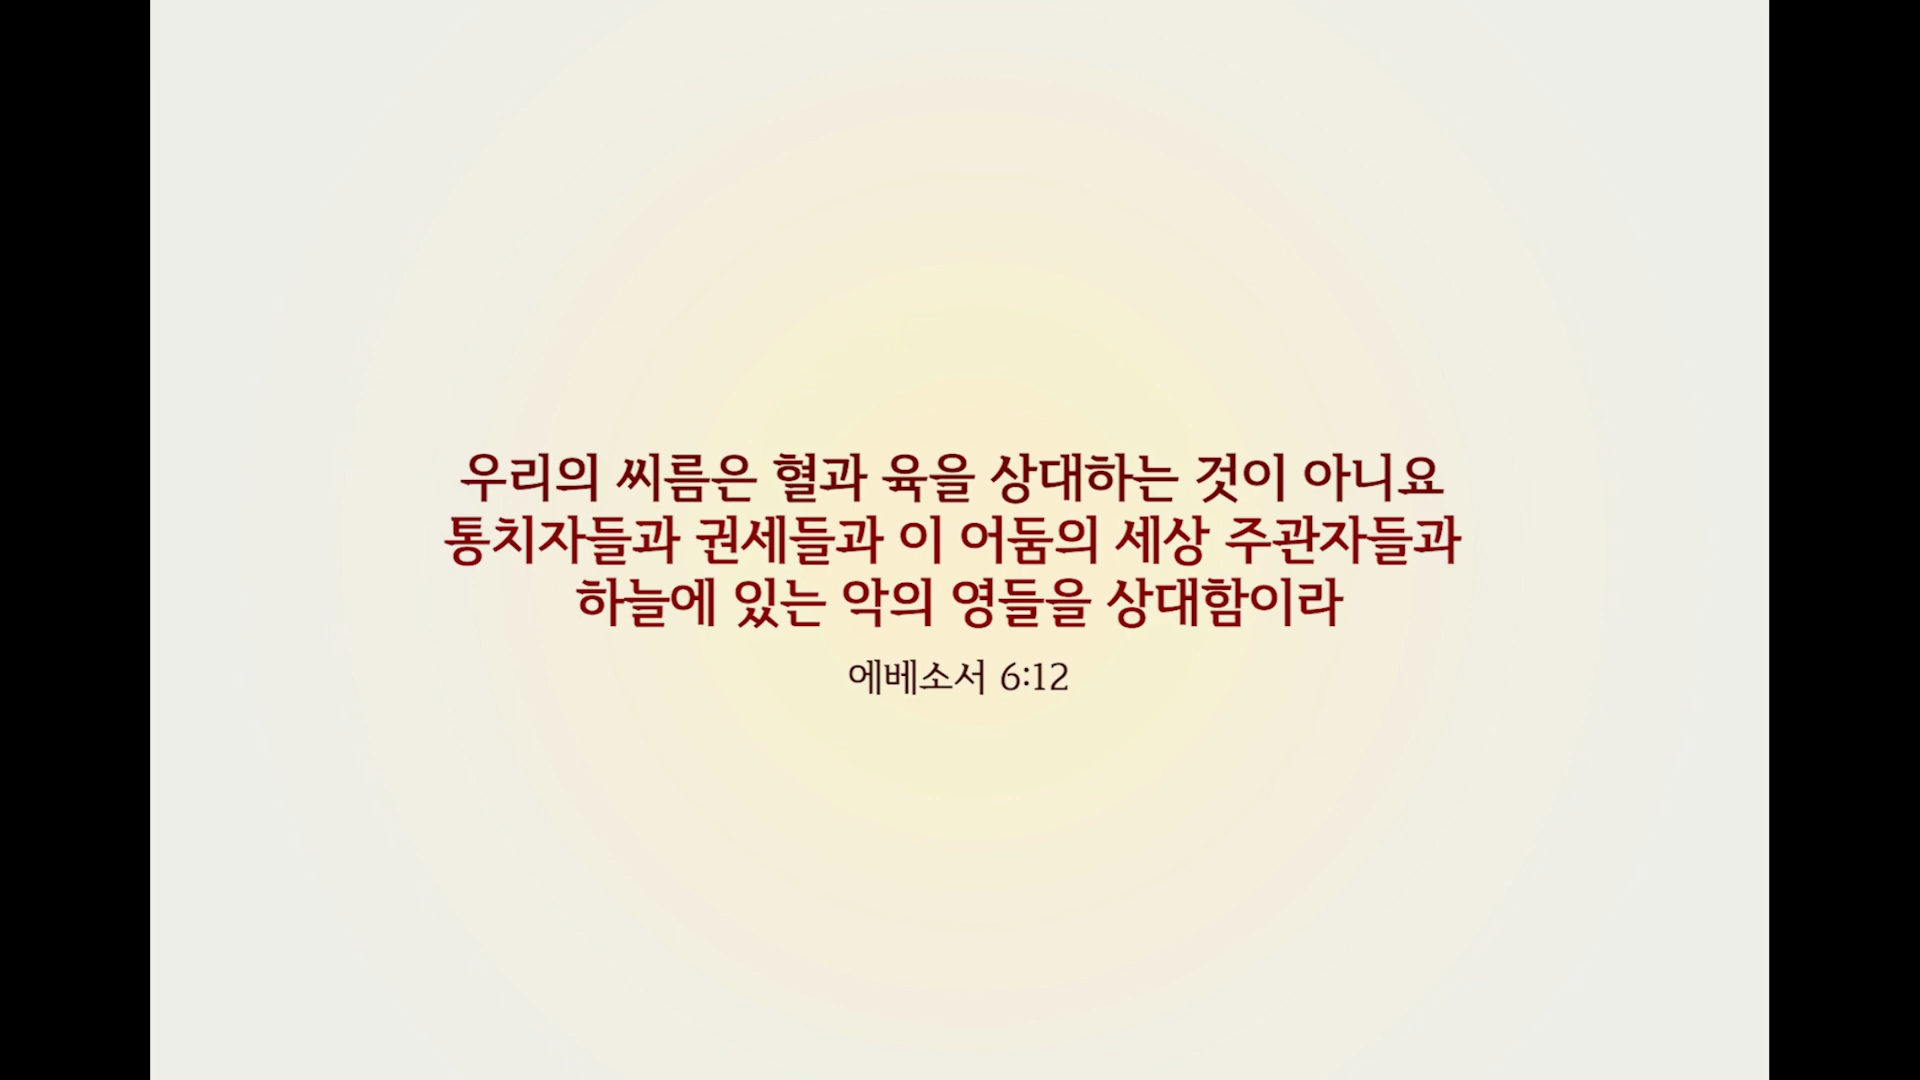 우리의 씨름은 혈과 육을 상대하는 것이 아니요
통치자들과 권세들과 이 어둠의 세상 주관자들과
하늘에 있는 악의 영들을 상대함이라
에베소서 6:12